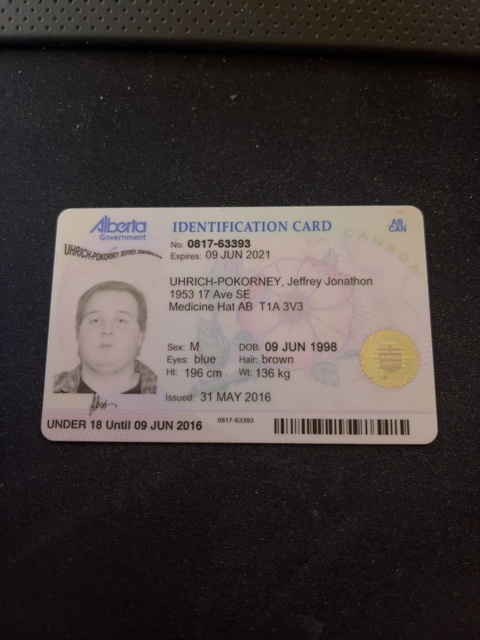 Alberta
Government
IDENTIFICATION CARD
AB
CAN
No: 0817-63393
Expires: 09 JUN 2021
CANADA
UHRICH-POKORNEY
UHRICH-POKORNEY, Jeffrey Jonathon
1953 17 Ave SE
Medicine Hat AB T1A 3V3
Sex: M DOB: 09 JUN 1998
Eyes: blue Hair: brown
Ht: 196 cm Wt: 136 kg
Issued: 31 MAY 2016
UNDER 18 Until 09 JUN 2016
0817-63393